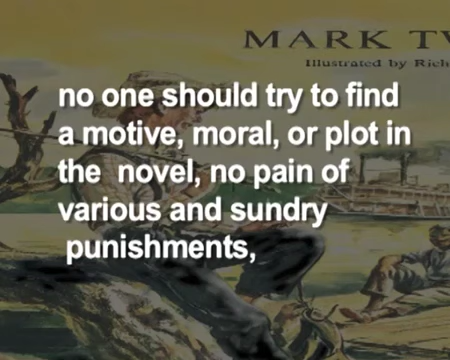 MARK TW
Illustrated by Rich
no one should try to find
a motive, moral, or plot in
the novel, no pain of
various and sundry
punishments,